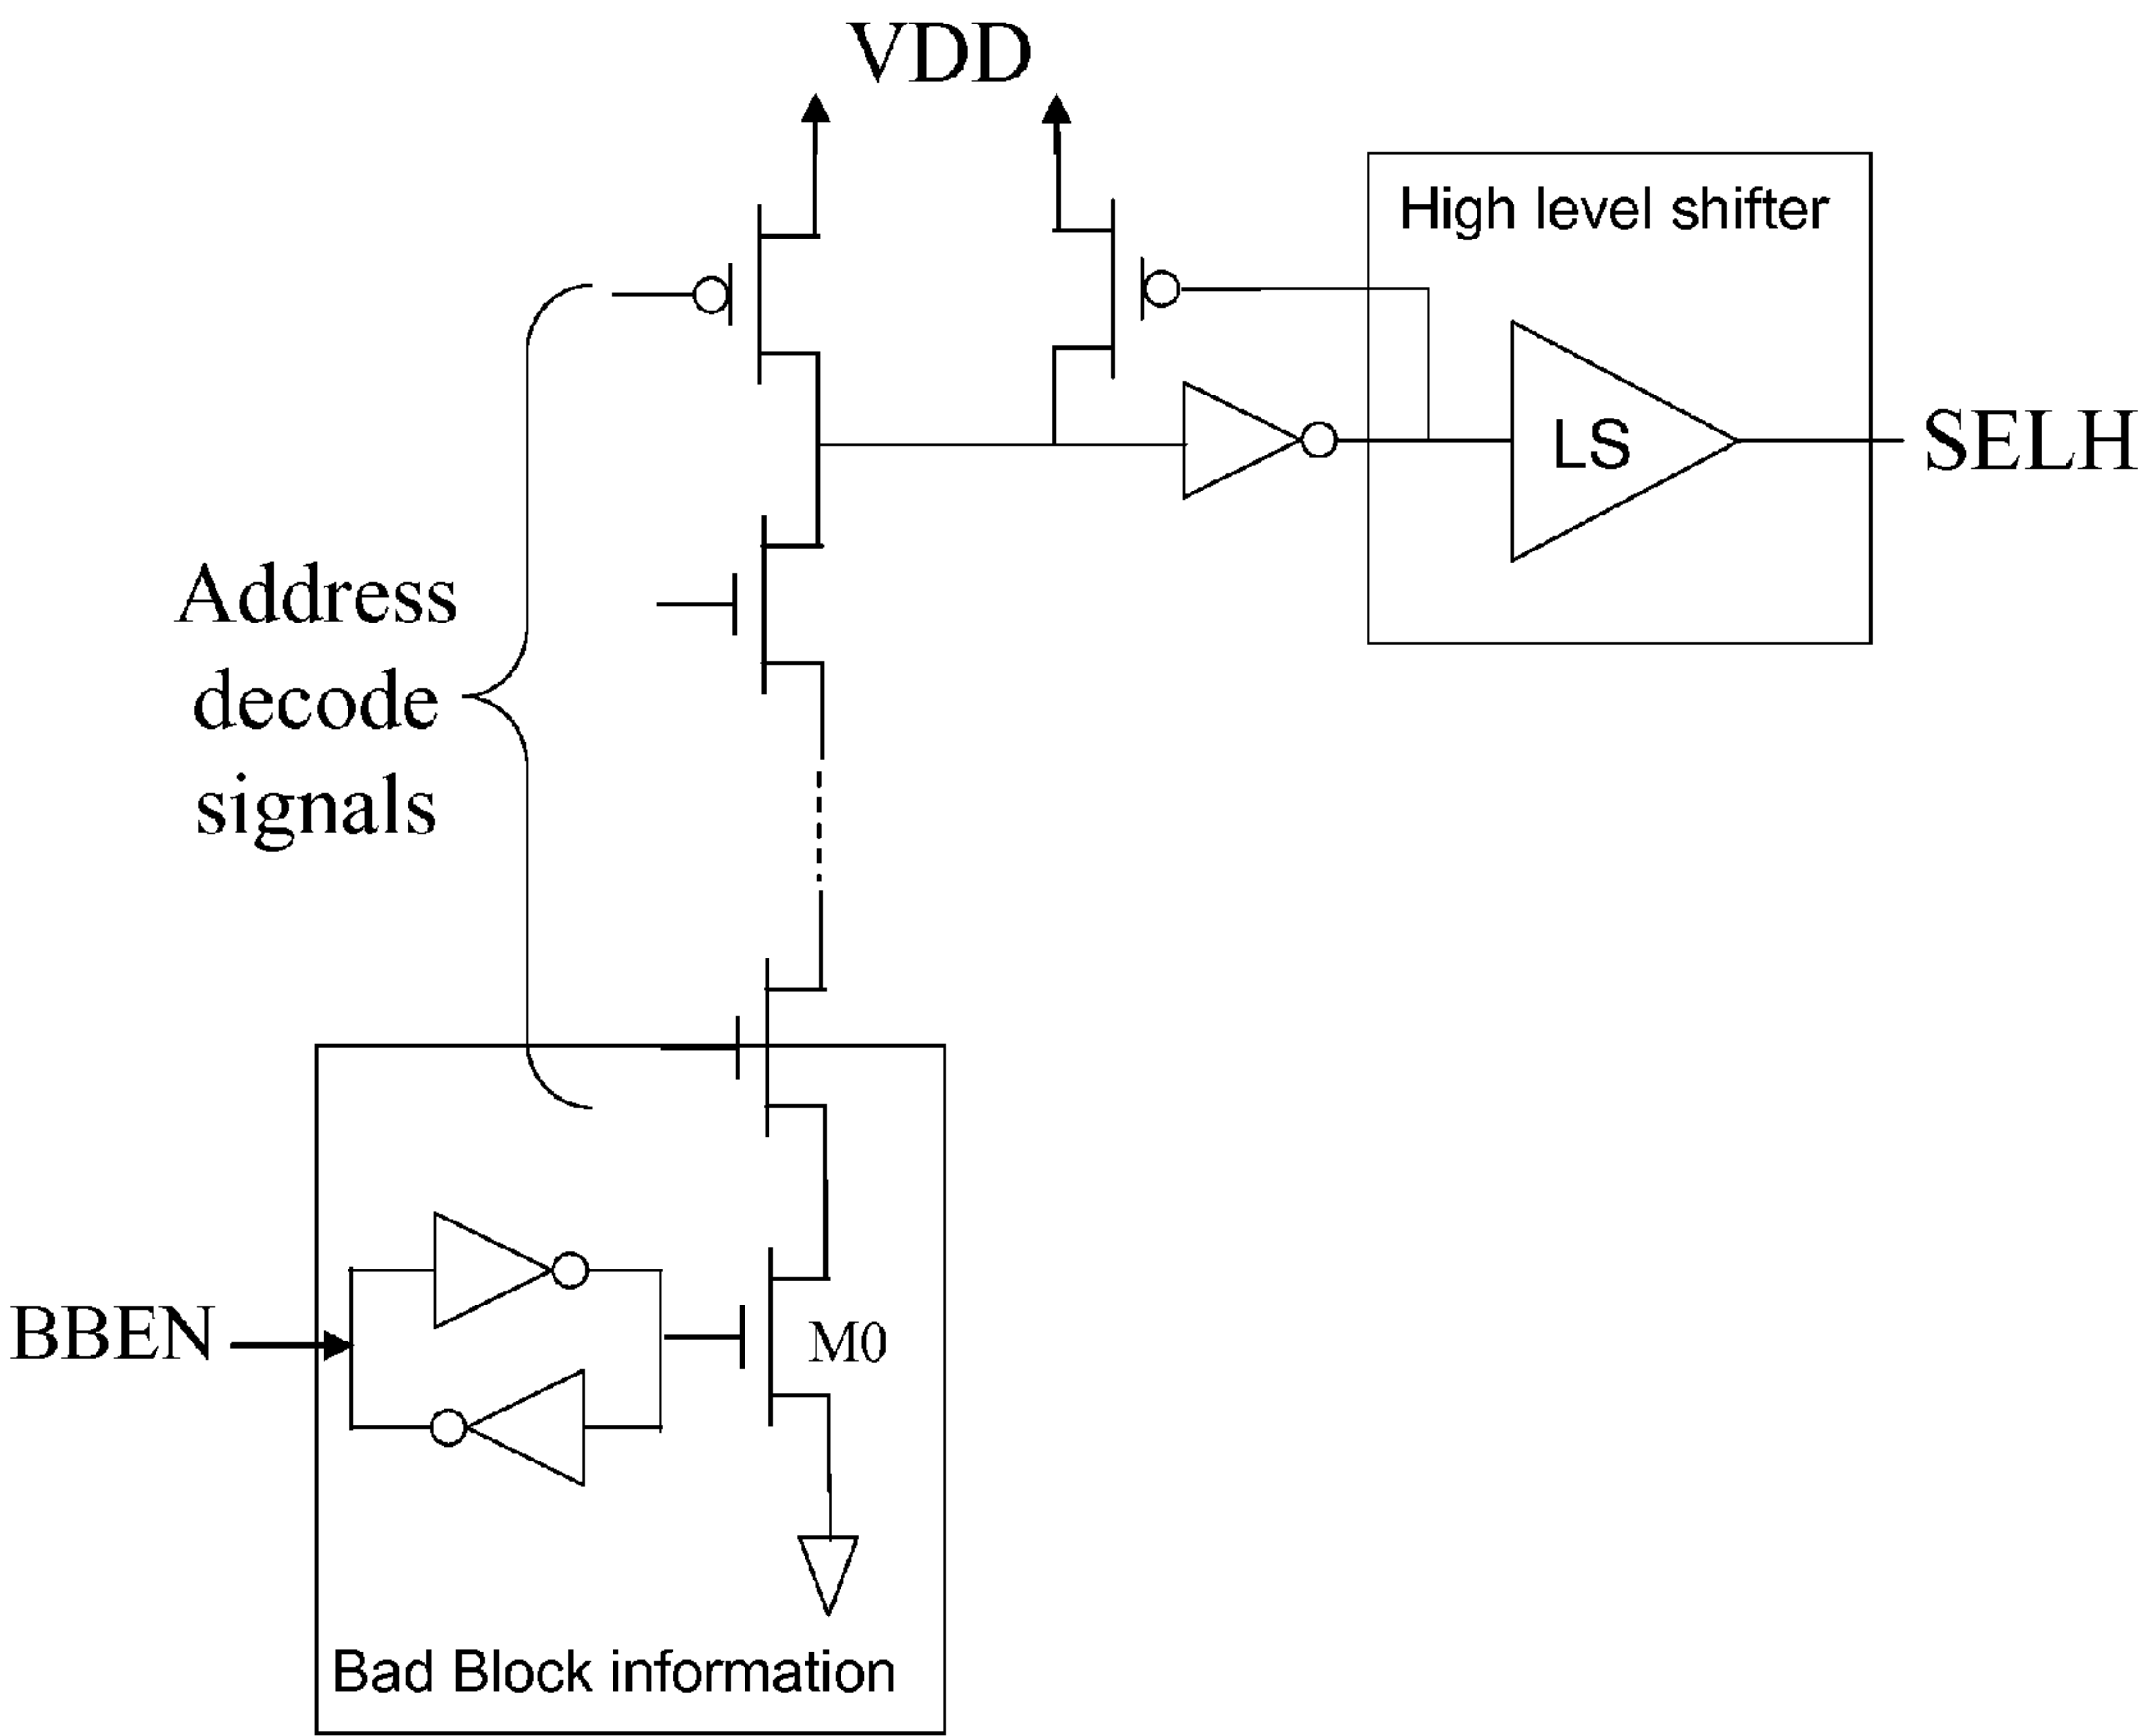 VDD
High level shifter
LS
SELH
Address
decode
signals
BBEN
M0
Bad Block information